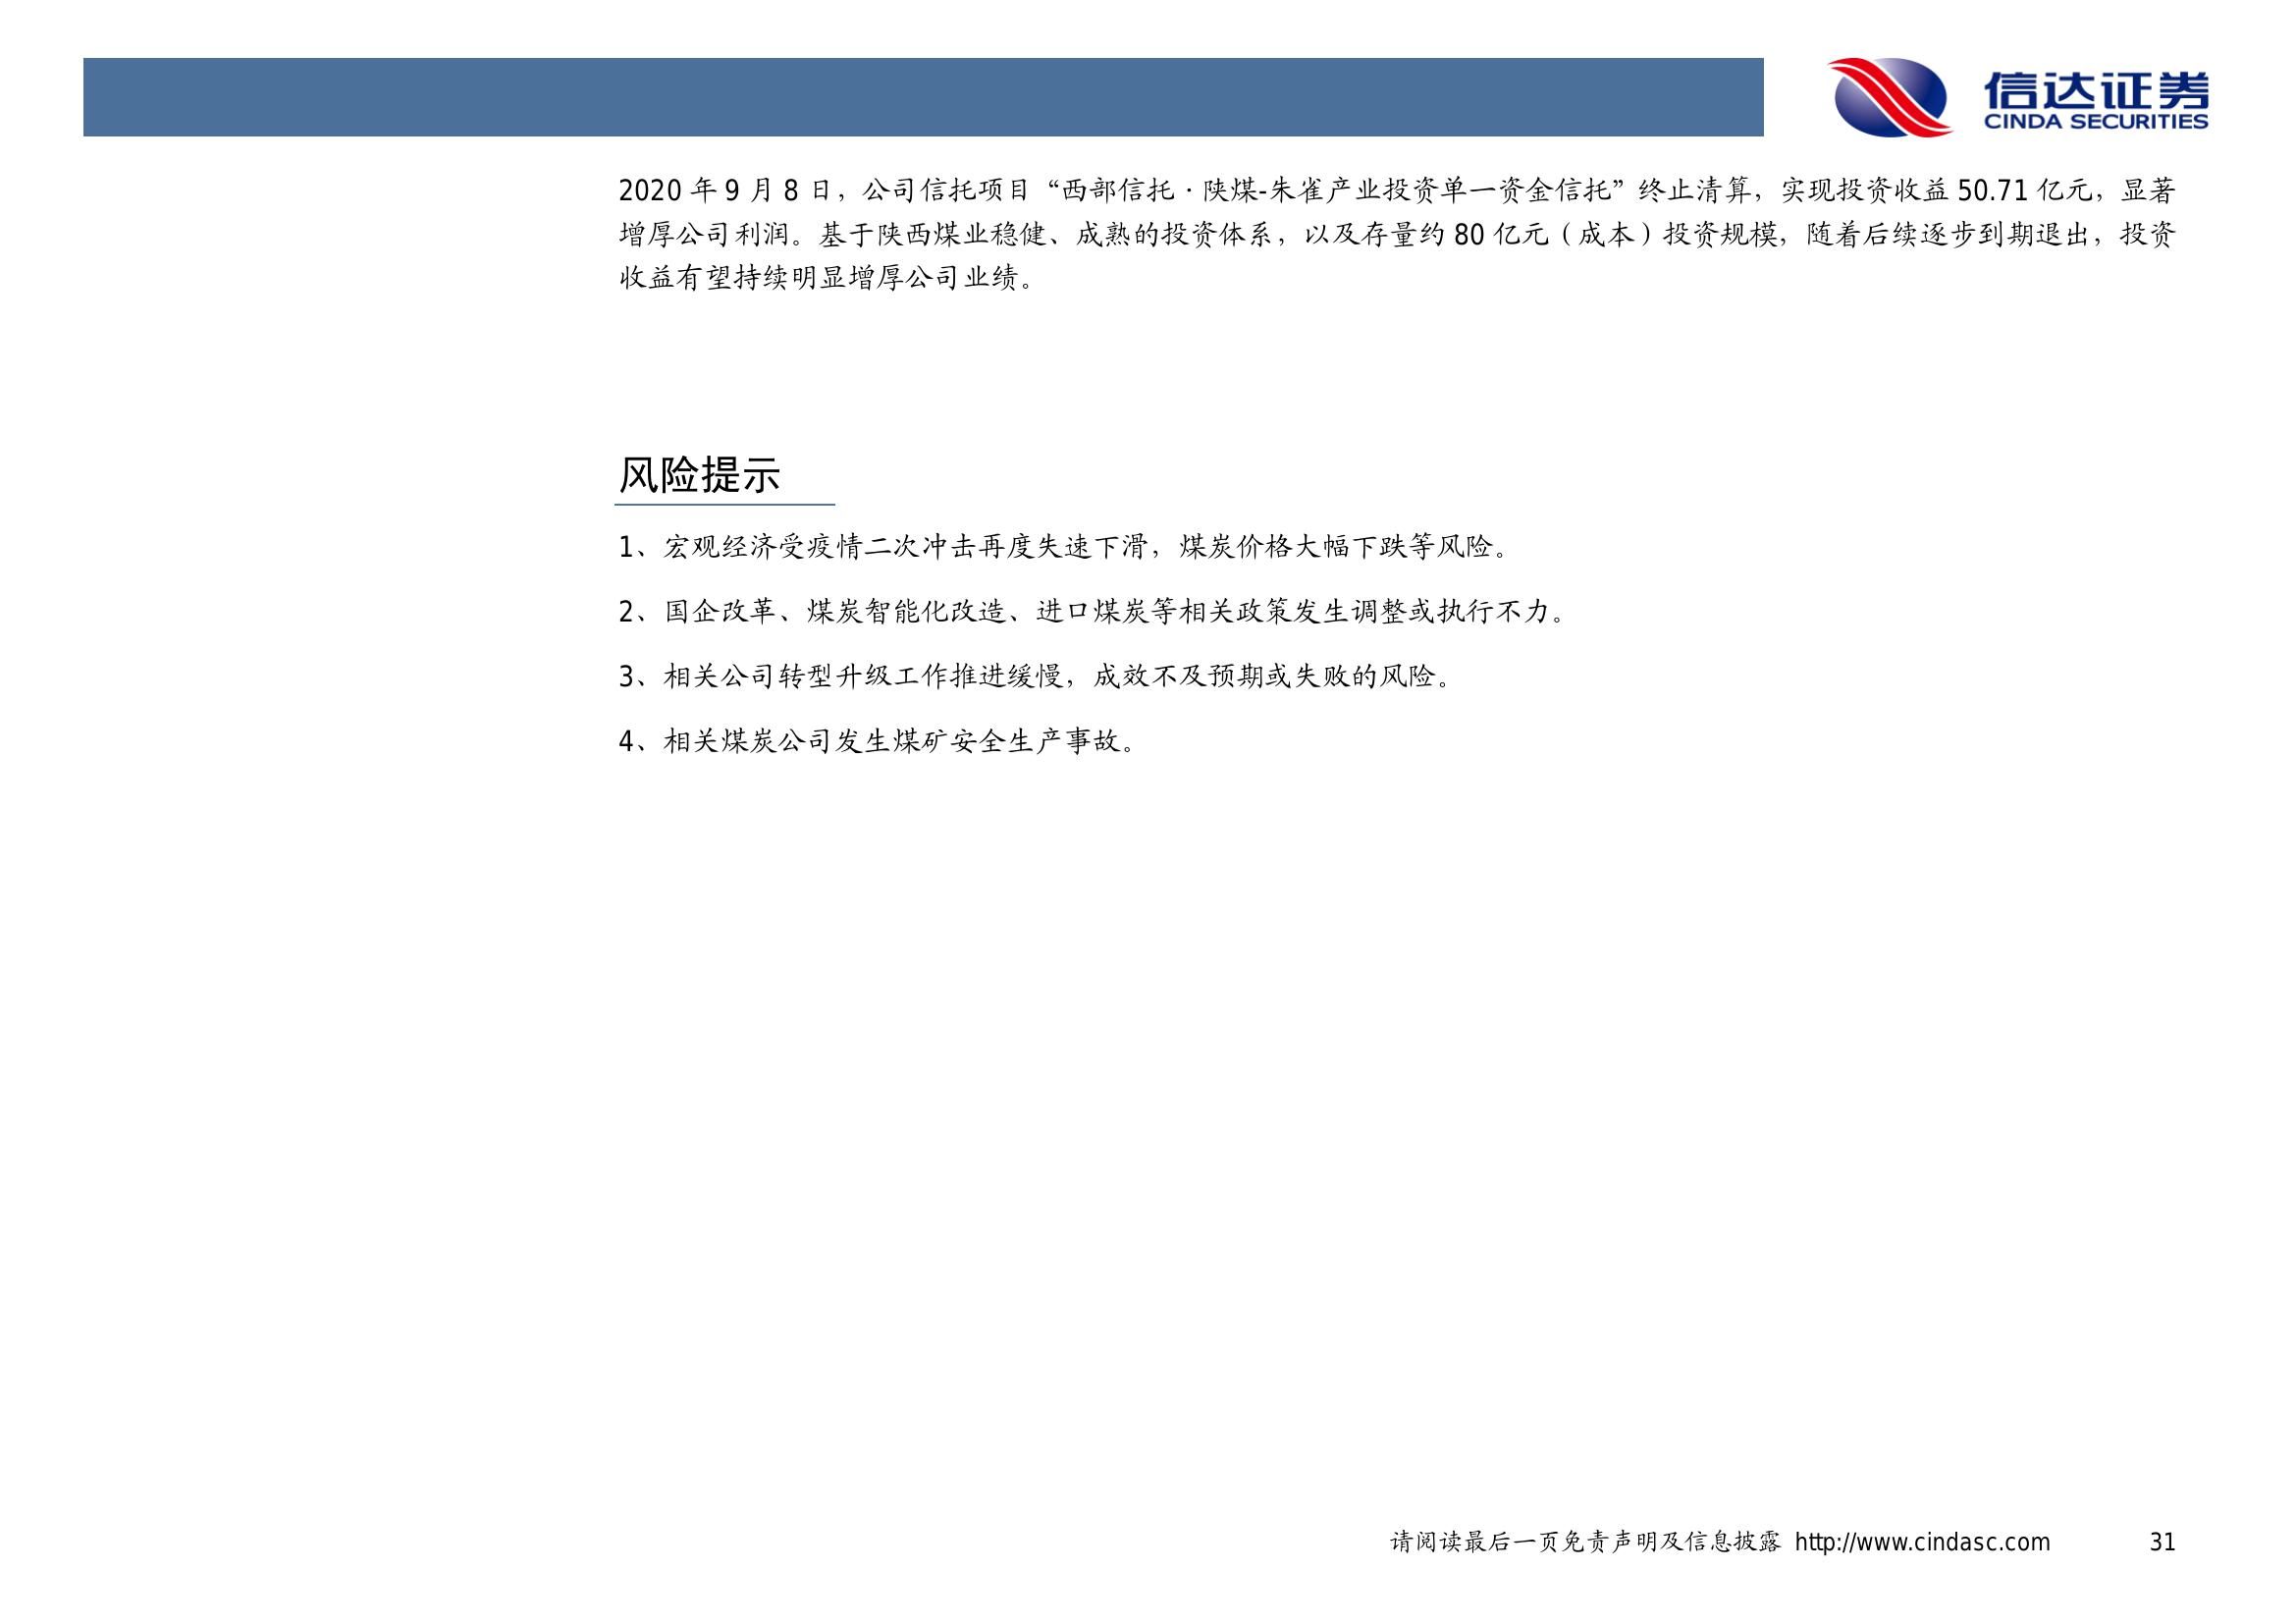 信达证券
CINDA SECURITIES
2020 年 9 月 8 日，公司信托项目“西部信托·陕煤-朱雀产业投资单一资金信托”终止清算，实现投资收益 50.71 亿元，显著
增厚公司利润。基于陕西煤业稳健、成熟的投资体系，以及存量约 80 亿元（成本）投资规模，随着后续逐步到期退出，投资
收益有望持续明显增厚公司业绩。
风险提示
1、宏观经济受疫情二次冲击再度失速下滑，煤炭价格大幅下跌等风险。
2、国企改革、煤炭智能化改造、进口煤炭等相关政策发生调整或执行不力。
3、相关公司转型升级工作推进缓慢，成效不及预期或失败的风险。
4、相关煤炭公司发生煤矿安全生产事故。
请阅读最后一页免责声明及信息披露 http://www.cindasc.com 31